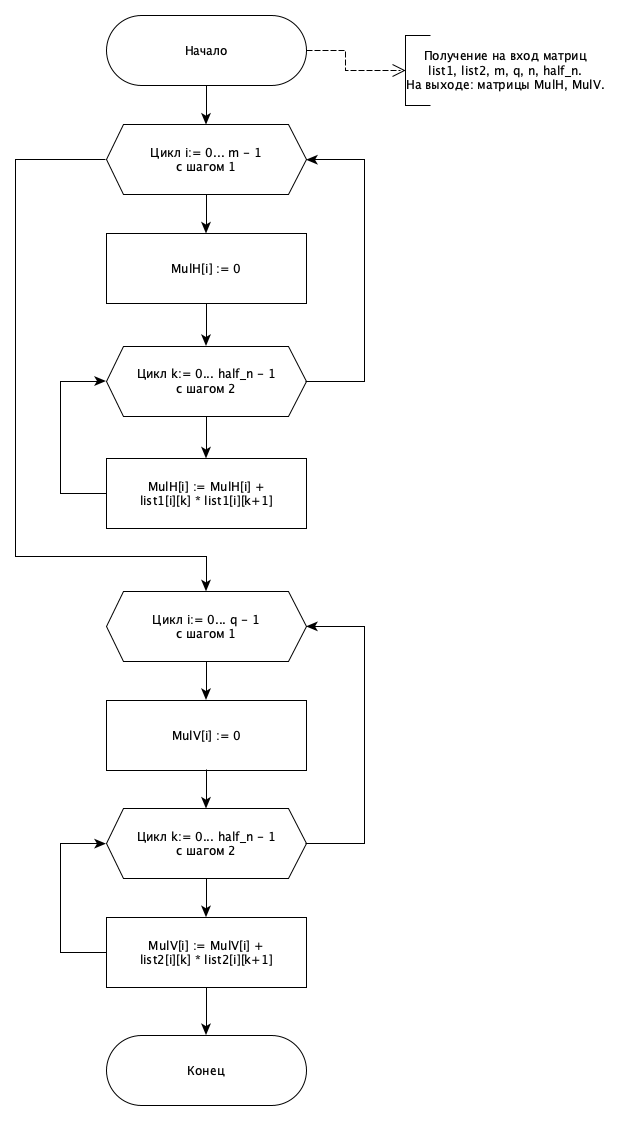 Начало
Получение на вход матриц
list1, list2, m, q, n, half_n.
На выходе: матрицы MulH, MulV.
Цикл i:= 0... m – 1
с шагом 1
MulH[i] := 0
Цикл k:= 0... half_n – 1
с шагом 2
MulH[i] := MulH[i] +
list1[i][k] * list1[i][k+1]
Цикл i:= 0... q – 1
с шагом 1
MulV[i] := 0
Цикл k:= 0... half_n – 1
с шагом 2
MulV[i] := MulV[i] +
list2[i][k] * list2[i][k+1]
Конец